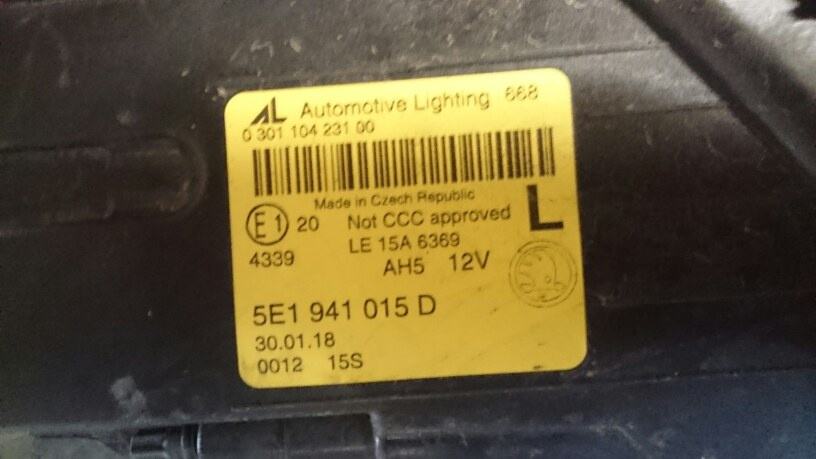 AL Automotive Lighting 668
0 301 104 231 00
Made in Czech Republic
E1 20 Not CCC approved L
LE 15A 6369
4339
AH5 12V
5E1 941 015 D
30.01.18
0012 15S